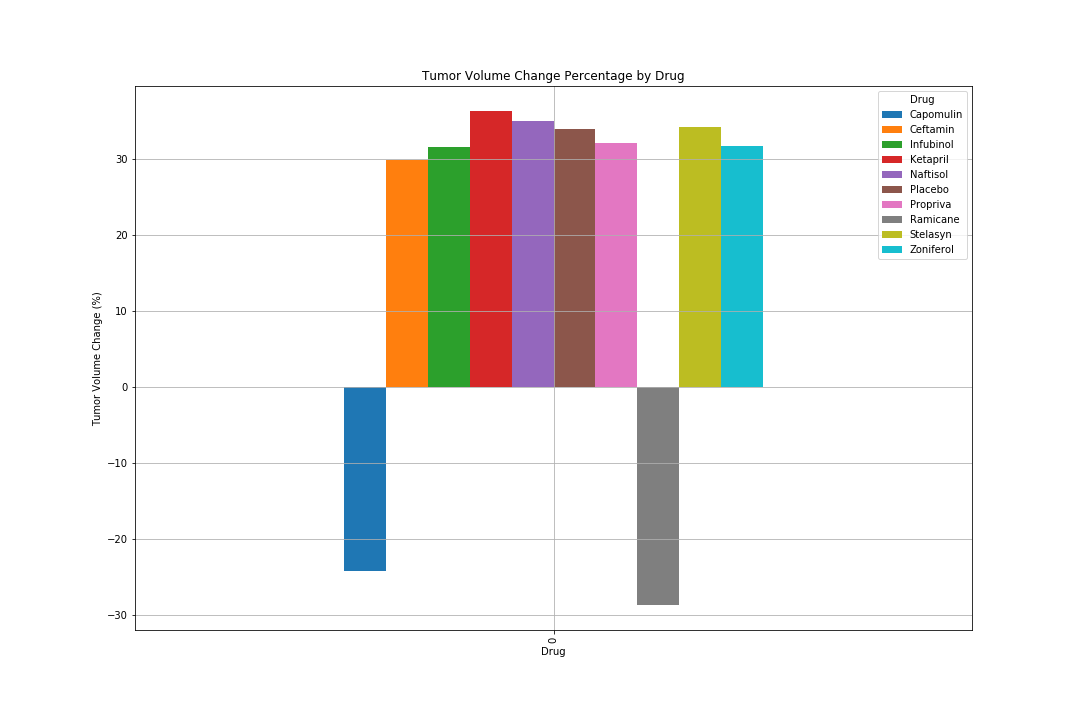 Tumor Volume Change Percentage by Drug
Drug
Capomulin
Ceftamin
Infubinol
Ketapril
Naftisol
Placebo
Propriva
Ramicane
Stelasyn
Zoniferol
Tumor Volume Change (%)
30
20
10
0
−10
−20
−30
0
Drug